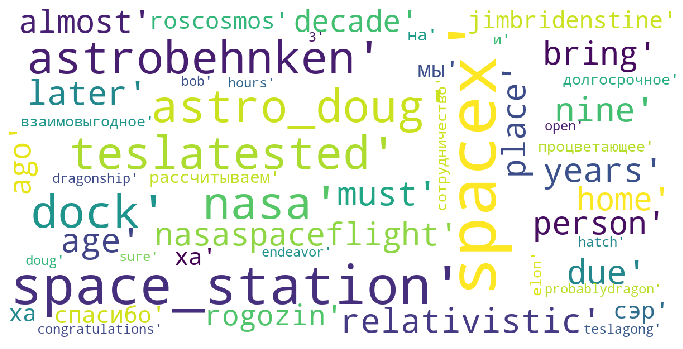 almost' roscosmos' decade' на' и' jimbridenstine'
3'
astrobehnken' мы' bring'
later' bob' hours' долгосрочное'
astro_doug' spacex' place' nine'
взаимовыгодное' сотрудничество' open'
ago' teslatested' процветающее'
dragonship' рассчитываем' years'
dock' nasa' must' home'
age' nasaspaceflight' person'
doug' sure' ха' endeavor' hatch'
space_station' elon' due'
probablydragon'
ха' спасибо' rogozin' relativistic' сэр'
congratulations' teslagong'